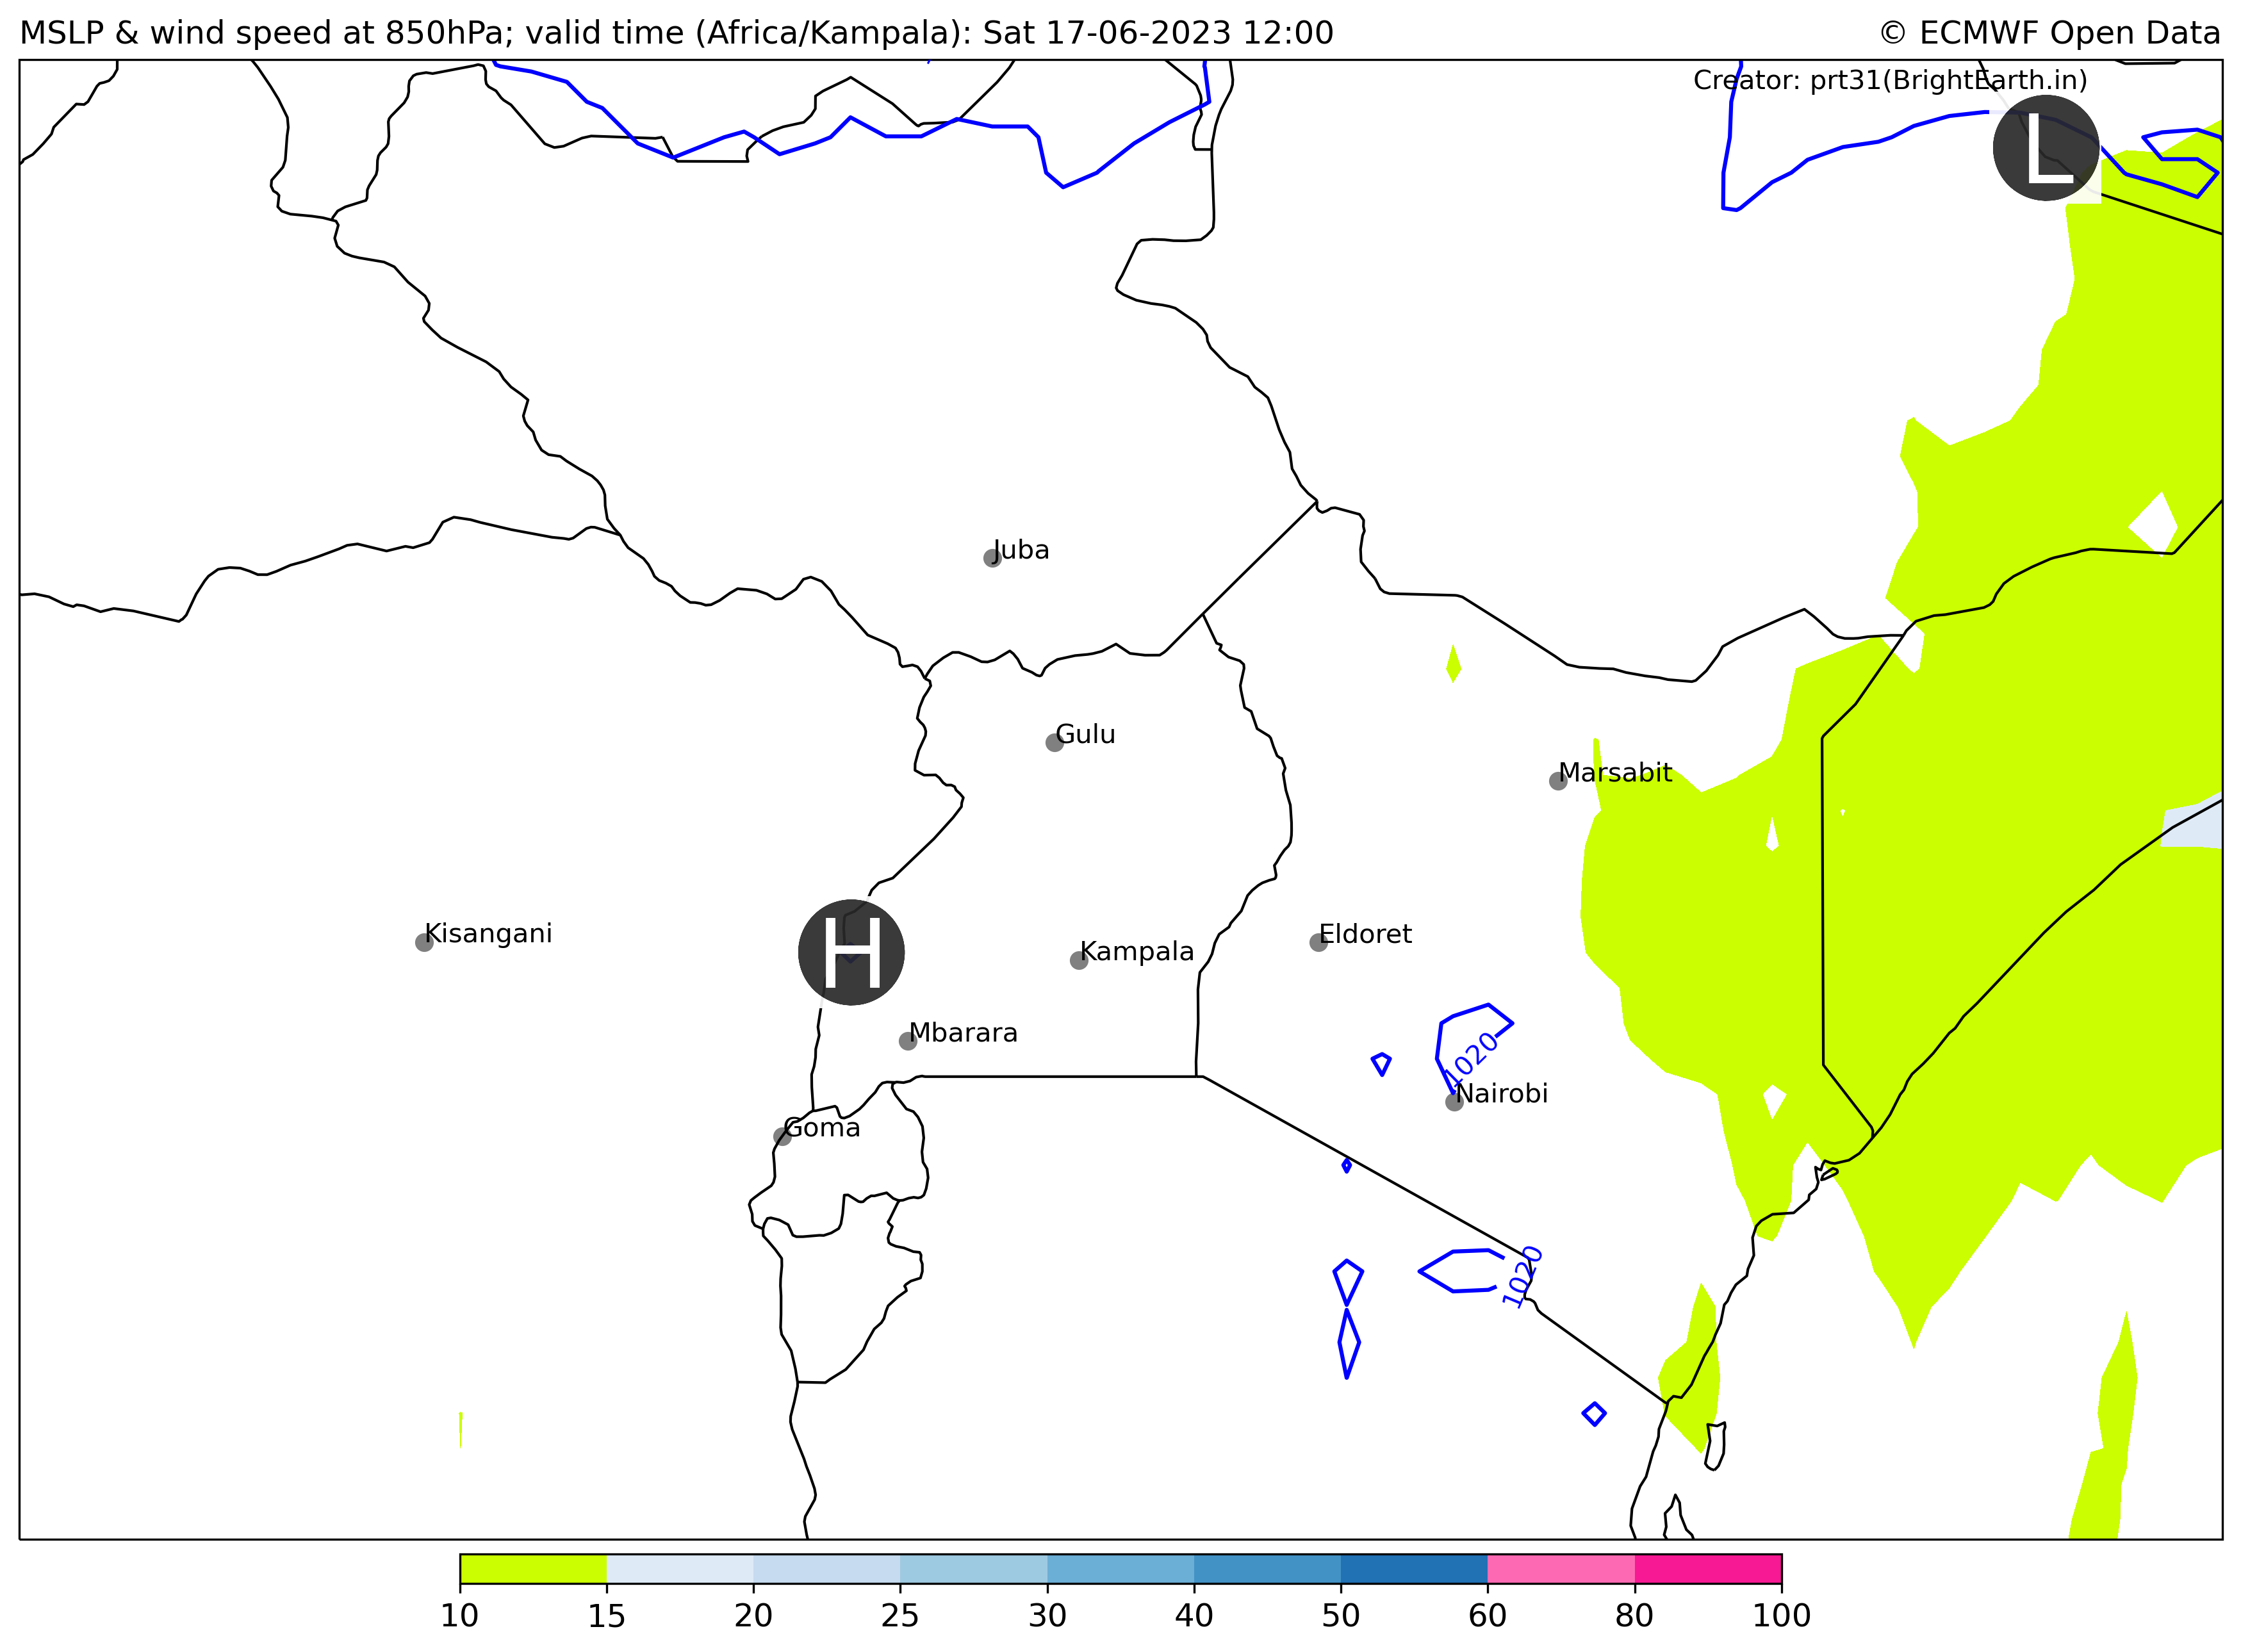 MSLP & wind speed at 850hPa; valid time (Africa/Kampala): Sat 17-06-2023 12:00
© ECMWF Open Data
Creator: prt31(BrightEarth.in)
L
Juba
Gulu
Marsabit
Kisangani
H
Kampala
Eldoret
Mbarara
1020
Nairobi
Goma
1020
10 15 20 25 30 40 50 60 80 100